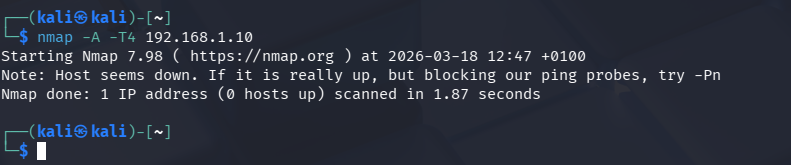 ┌──(kali㉿kali)-[~]
└─$ nmap -A -T4 192.168.1.10
Starting Nmap 7.98 ( https://nmap.org ) at 2026-03-18 12:47 +0100
Note: Host seems down. If it is really up, but blocking our ping probes, try -Pn
Nmap done: 1 IP address (0 hosts up) scanned in 1.87 seconds
┌──(kali㉿kali)-[~]
└─$